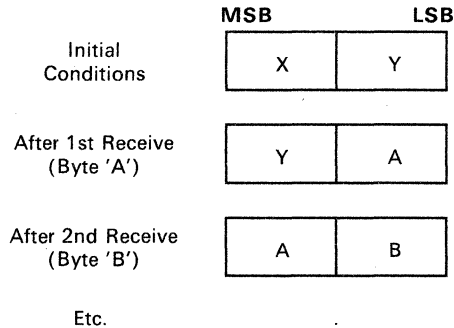 MSB LSB
Initial
Conditions
X Y
After 1st Receive
(Byte 'A')
Y A
After 2nd Receive
(Byte 'B')
A B
Etc.